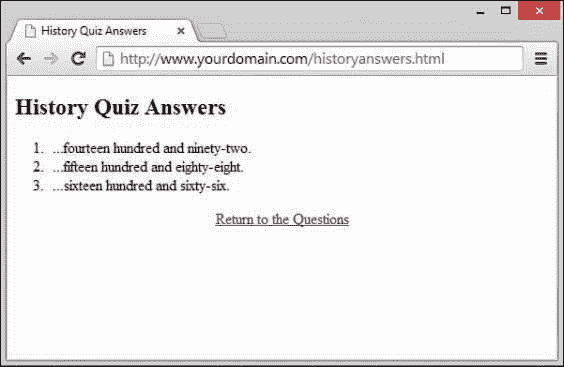 History Quiz Answers
http://www.yourdomain.com/historyanswers.html
History Quiz Answers
1. ...fourteen hundred and ninety-two.
2. ...fifteen hundred and eighty-eight.
3. ...sixteen hundred and sixty-six.
Return to the Questions